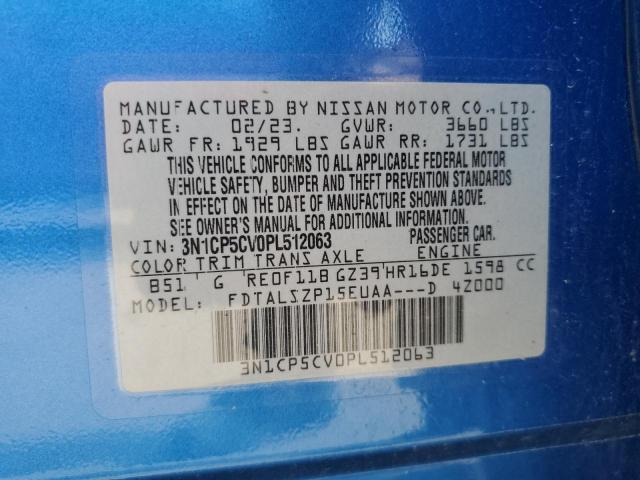 MANUFACTURED BY NISSAN MOTOR CO.,LTD.
DATE: 02/23. GVWR: 3660 LBS
GAWR FR: 1929 LBS GAWR RR: 1731 LBS
THIS VEHICLE CONFORMS TO ALL APPLICABLE FEDERAL MOTOR
VEHICLE SAFETY, BUMPER AND THEFT PREVENTION STANDARDS
IN EFFECT ON THE DATE OF MANUFACTURE SHOWN ABOVE.
SEE OWNER'S MANUAL FOR ADDITIONAL INFORMATION.
VIN: 3N1CP5CV0PL512063 PASSENGER CAR.
COLOR TRIM TRANS AXLE ENGINE
B51 G RE0F11B GZ39 HR16DE 1598 CC
MODEL: FDTALSZP15EUAA---D 4Z000
3N1CP5CV0PL512063